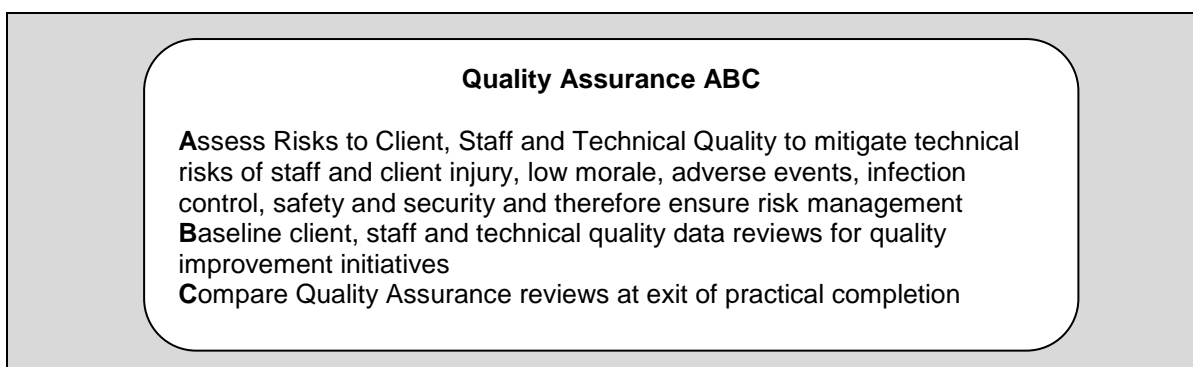 Quality Assurance ABC
Assess Risks to Client, Staff and Technical Quality to mitigate technical
risks of staff and client injury, low morale, adverse events, infection
control, safety and security and therefore ensure risk management
Baseline client, staff and technical quality data reviews for quality
improvement initiatives
Compare Quality Assurance reviews at exit of practical completion